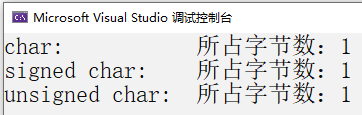 Microsoft Visual Studio 调试控制台
char:              所占字节数：1
signed char:    所占字节数：1
unsigned char:  所占字节数：1